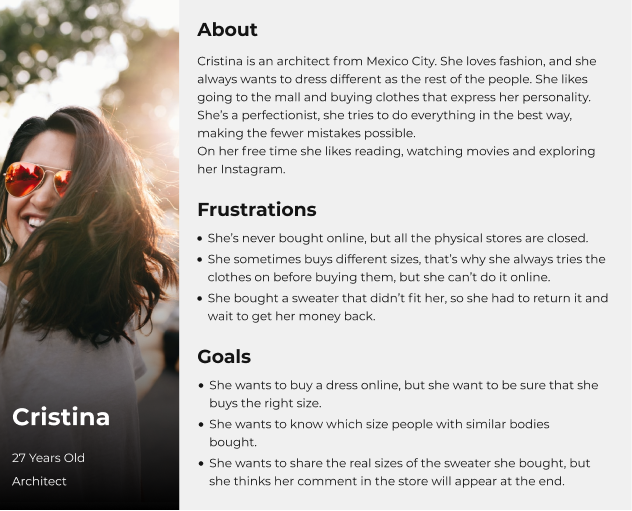 About
Cristina is an architect from Mexico City. She loves fashion, and she
always wants to dress different as the rest of the people. She likes
going to the mall and buying clothes that express her personality.
She's a perfectionist, she tries to do everything in the best way,
making the fewer mistakes possible.
On her free time she likes reading, watching movies and exploring
her Instagram.
Frustrations
• She's never bought online, but all the physical stores are closed.
• She sometimes buys different sizes, that's why she always tries the
clothes on before buying them, but she can't do it online.
• She bought a sweater that didn't fit her, so she had to return it and
wait to get her money back.
Goals
• She wants to buy a dress online, but she want to be sure that she
buys the right size.
• She wants to know which size people with similar bodies
bought.
• She wants to share the real sizes of the sweater she bought, but
she thinks her comment in the store will appear at the end.
Cristina
27 Years Old
Architect